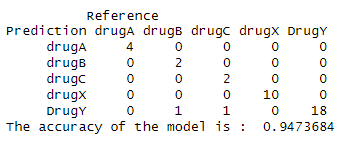 Reference
Prediction drugA drugB drugC drugX DrugY
drugA 4 0 0 0 0
drugB 0 2 0 0 0
drugC 0 0 2 0 0
drugX 0 0 0 10 0
DrugY 0 1 1 0 18
The accuracy of the model is : 0.9473684